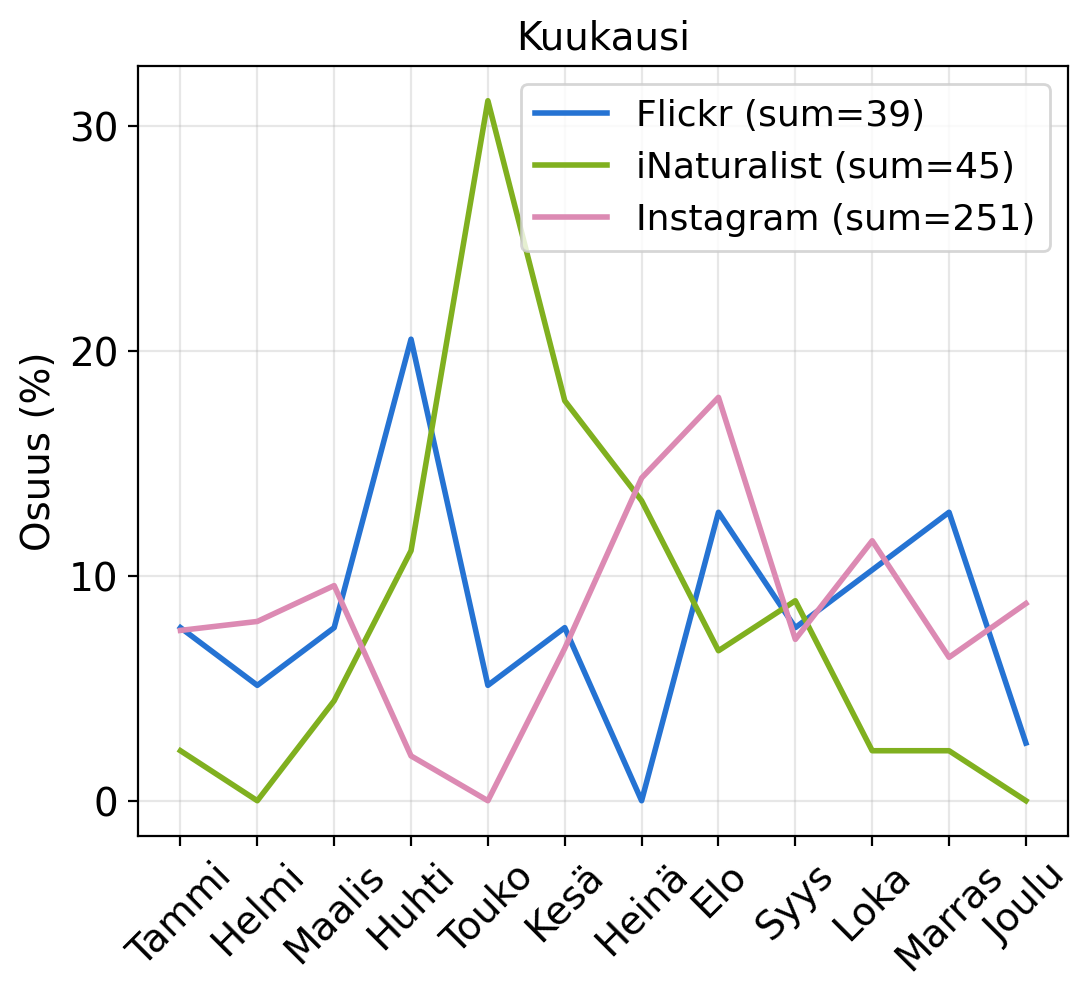 Kuukausi
Flickr (sum=39)
iNaturalist (sum=45)
Instagram (sum=251)
Osuus (%)
30
20
10
0
Tammi
Helmi
Maalis
Huhti
Touko
Kesä
Heinä
Elo
Syys
Loka
Marras
Joulu